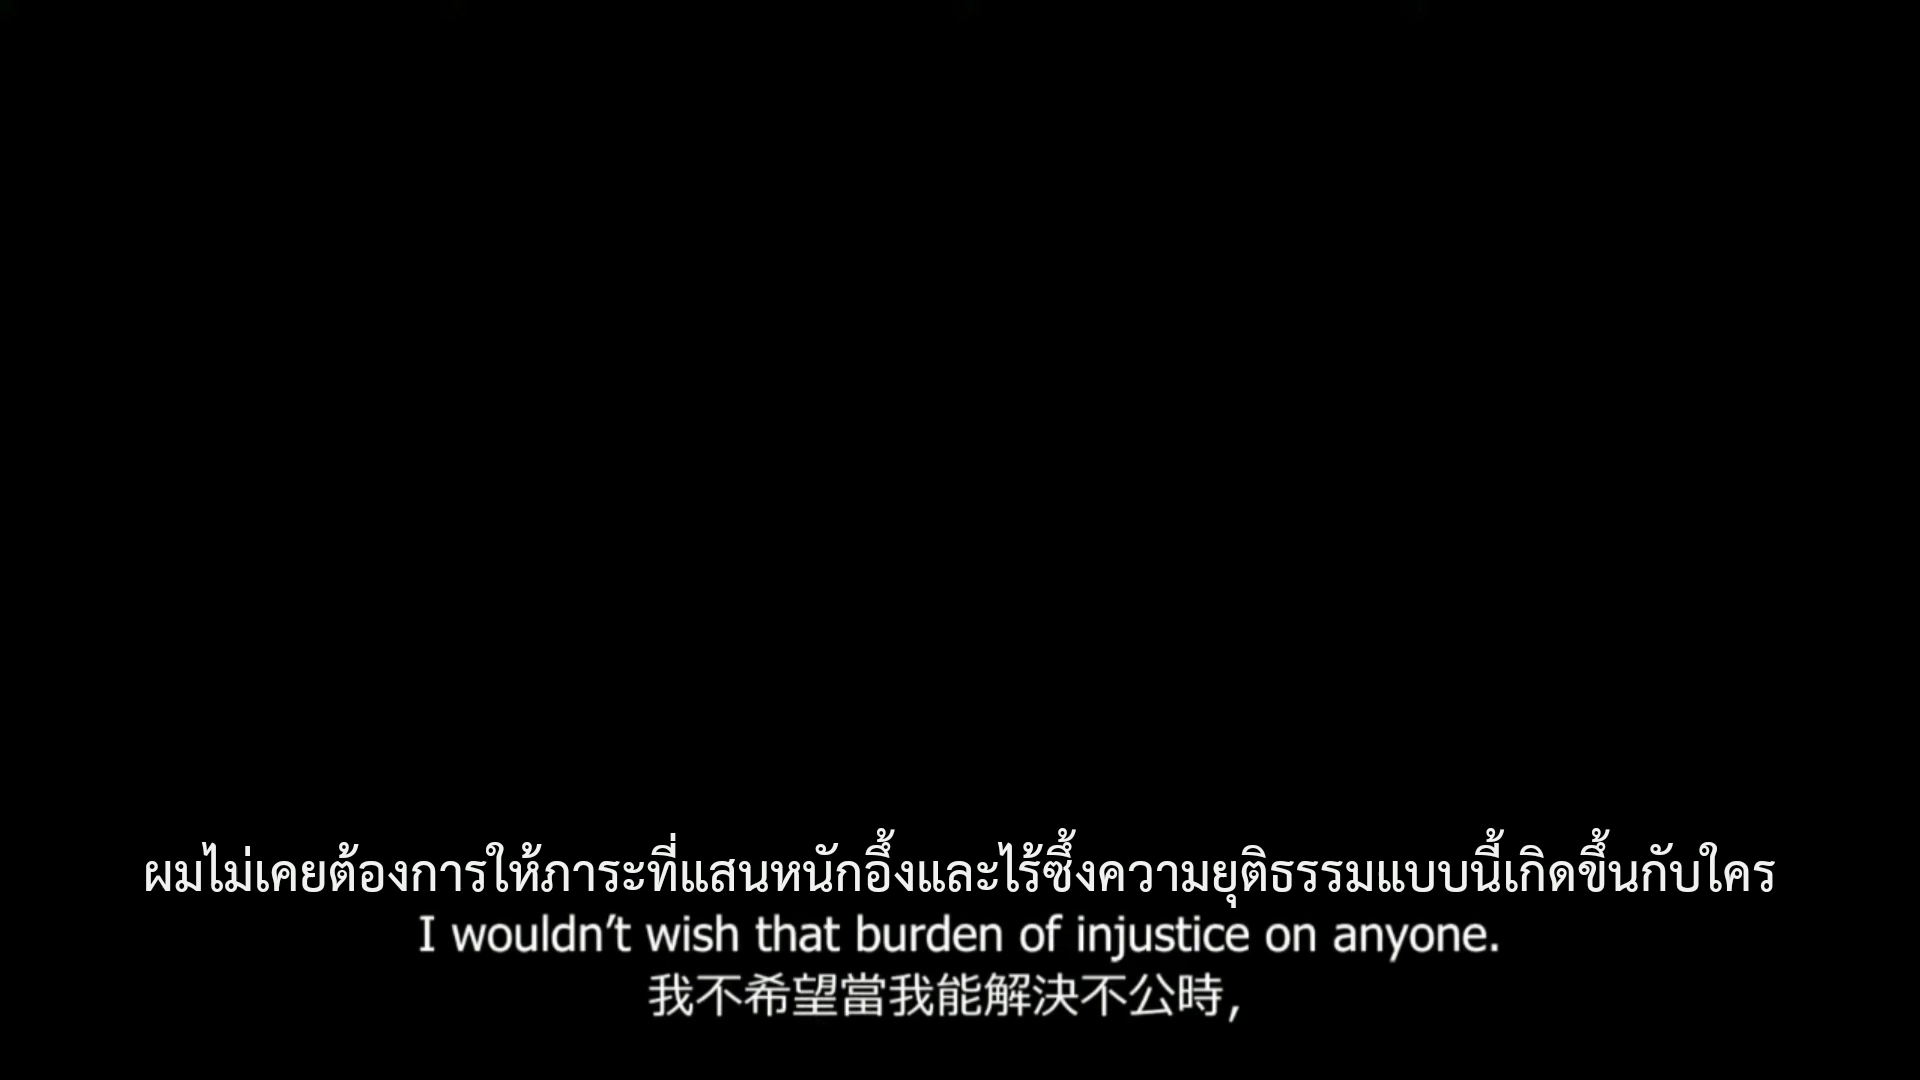 ผมไม่เคยต้องการให้ภาระที่แสนหนักอึ้งและไร้ซึ้งความยุติธรรมแบบนี้เกิดขึ้นกับใคร
I wouldn’t wish that burden of injustice on anyone.
我不希望當我能解決不公時,